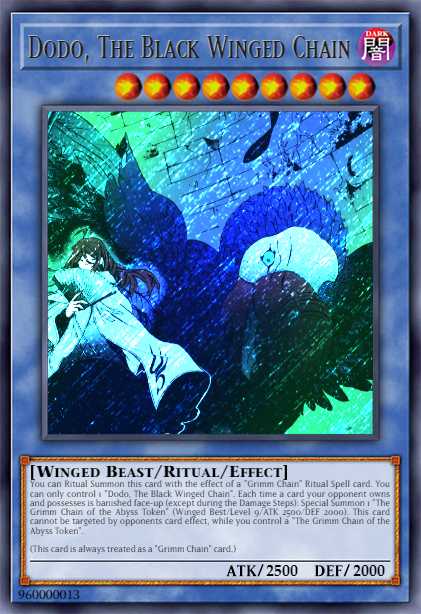 Dodo, The Black Winged Chain
DARK
闇
[Winged Beast/Ritual/Effect]
You can Ritual Summon this card with the effect of a "Grimm Chain" Ritual Spell card. You
can only control 1 "Dodo, The Black Winged Chain". Each time a card your opponent owns
and possesses is banished face-up (except during the Damage Steps): Special Summon 1 "The
Grimm Chain of the Abyss Token" (Winged Best/Level 9/ATK 2500/DEF 2000). This card
cannot be targeted by opponents card effect, while you control a "The Grimm Chain of the
Abyss Token".
(This card is always treated as a "Grimm Chain" card.)
ATK/2500 DEF/2000
960000013